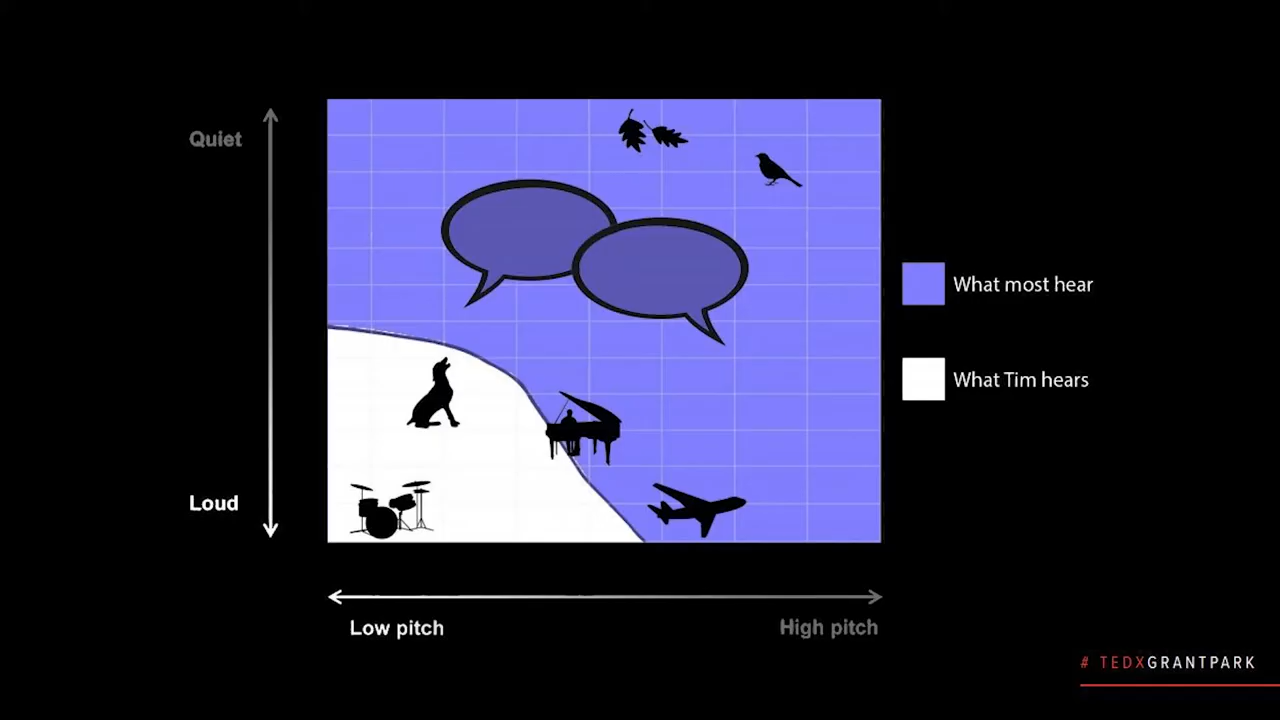 Quiet
What most hear
What Tim hears
Loud
Low pitch
High pitch
# TEDXGRANTPARK